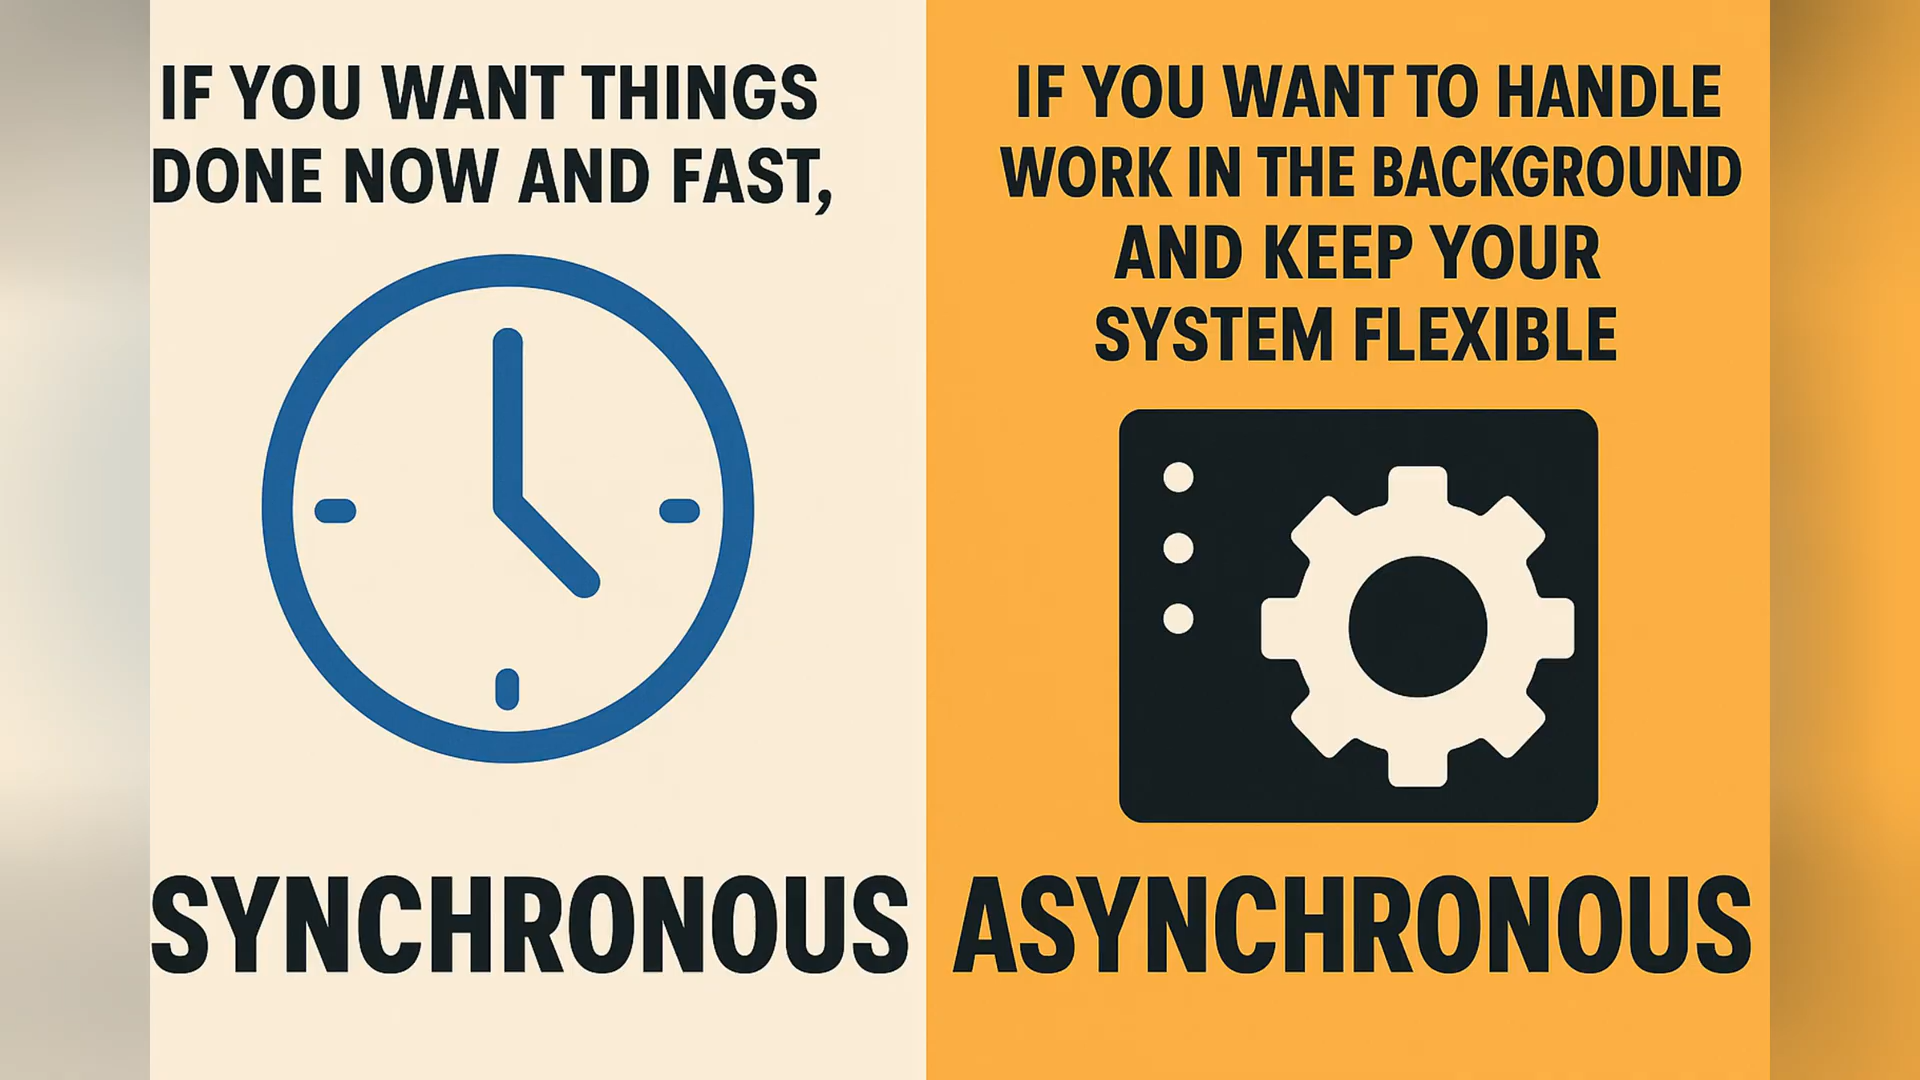 IF YOU WANT THINGS
DONE NOW AND FAST,
SYNCHRONOUS
IF YOU WANT TO HANDLE
WORK IN THE BACKGROUND
AND KEEP YOUR
SYSTEM FLEXIBLE
ASYNCHRONOUS